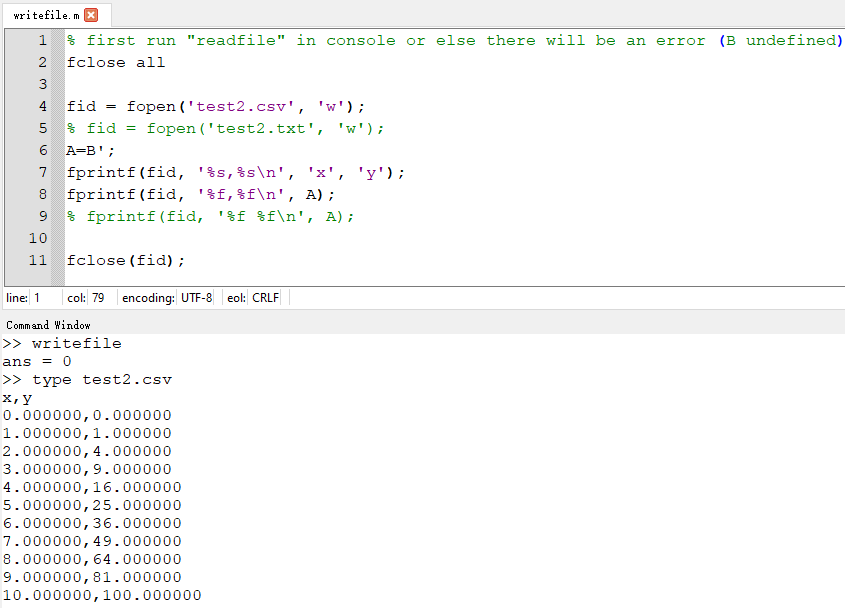 writefile.m
1 % first run "readfile" in console or else there will be an error (B undefined)
2 fclose all
3
4 fid = fopen('test2.csv', 'w');
5 % fid = fopen('test2.txt', 'w');
6 A=B';
7 fprintf(fid, '%s,%s\n', 'x', 'y');
8 fprintf(fid, '%f,%f\n', A);
9 % fprintf(fid, '%f %f\n', A);
10
11 fclose(fid);
line: 1 col: 79 encoding: UTF-8 eol: CRLF
Command Window
>> writefile
ans = 0
>> type test2.csv
x,y
0.000000,0.000000
1.000000,1.000000
2.000000,4.000000
3.000000,9.000000
4.000000,16.000000
5.000000,25.000000
6.000000,36.000000
7.000000,49.000000
8.000000,64.000000
9.000000,81.000000
10.000000,100.000000